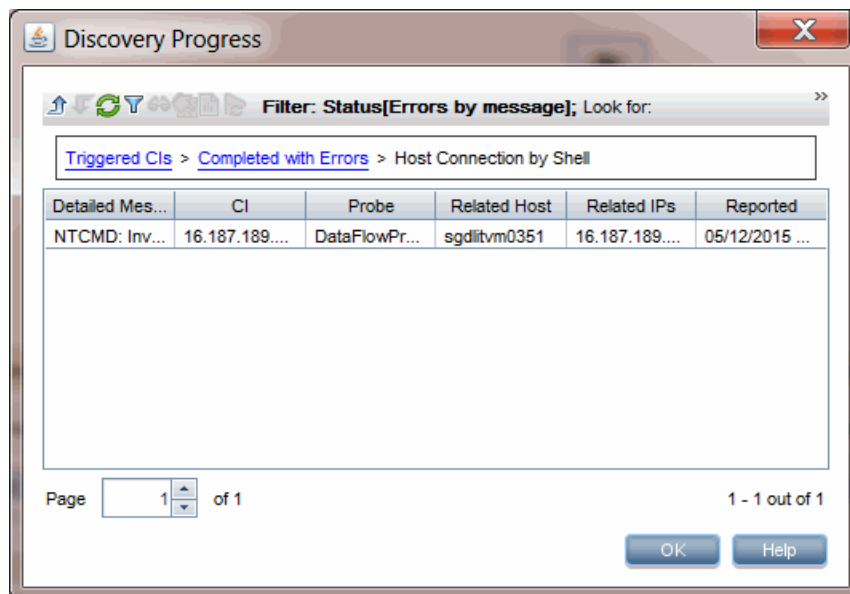 Discovery Progress
Filter: Status[Errors by message]; Look for:
Triggered CIs > Completed with Errors > Host Connection by Shell
Detailed Mes... CI Probe Related Host Related IPs Reported
NTCMD: Inv... 16.187.189.... DataFlowPr... sgdlitvm0351 16.187.189.... 05/12/2015 ...
Page 1 of 1 1 - 1 out of 1
OK Help